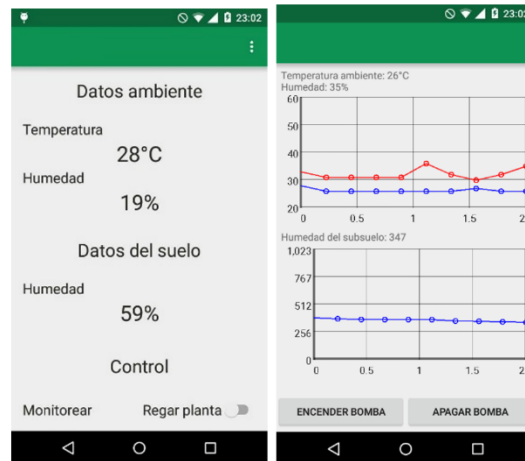 23:02
Datos ambiente
Temperatura
28°C
Humedad
19%
Datos del suelo
Humedad
59%
Control
Monitorear Regar planta
23:02
Temperatura ambiente: 26°C
Humedad: 35%
60
50
40
30
20
0 0.5 1 1.5
Humedad del subsuelo: 347
1,023
767
512
256
0
0 0.5 1 1.5
ENCENDER BOMBA APAGAR BOMBA